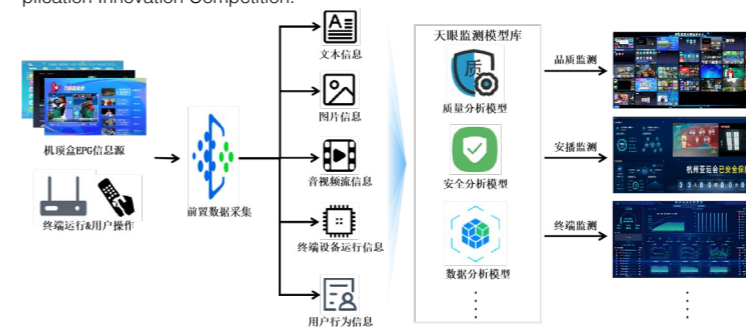 plisation Innovation Competition.
文本信息
图片信息
音视频流信息
终端设备运行信息
用户行为信息
机顶盒EPG信息源
终端运行&用户操作
前置数据采集
天眼监测模型库
质
质量分析模型
安全分析模型
数据分析模型
品质监测
安播监测
终端监测
杭州亚运会已安全保